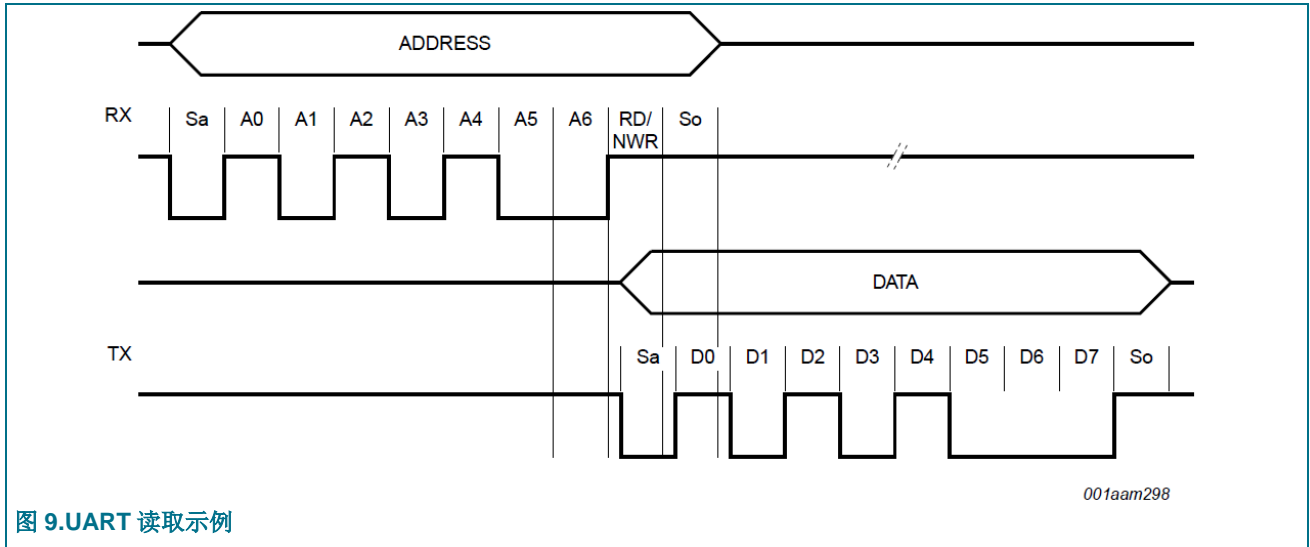 ADDRESS
RX
Sa A0 A1 A2 A3 A4 A5 A6 RD/ So
NWR
DATA
TX
Sa D0 D1 D2 D3 D4 D5 D6 D7 So
001aam298
图 9.UART 读取示例